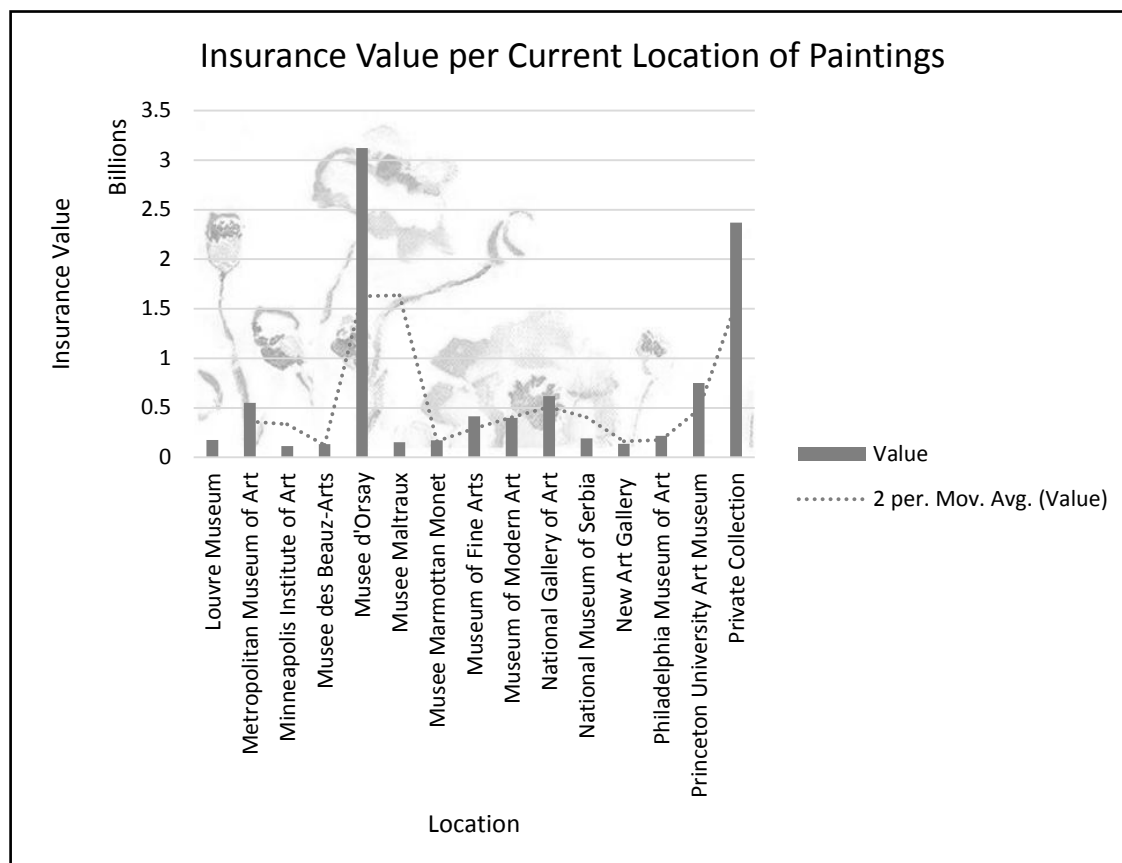 Insurance Value per Current Location of Paintings
Insurance Value
Billions
3.5
3
2.5
2
1.5
1
0.5
0
Louvre Museum
Metropolitan Museum of Art
Minneapolis Institute of Art
Musee des Beauz-Arts
Musee d'Orsay
Musee Maltraux
Musee Marmottan Monet
Museum of Fine Arts
Museum of Modern Art
National Gallery of Art
National Museum of Serbia
New Art Gallery
Philadelphia Museum of Art
Princeton University Art Museum
Private Collection
Location
Value
2 per. Mov. Avg. (Value)